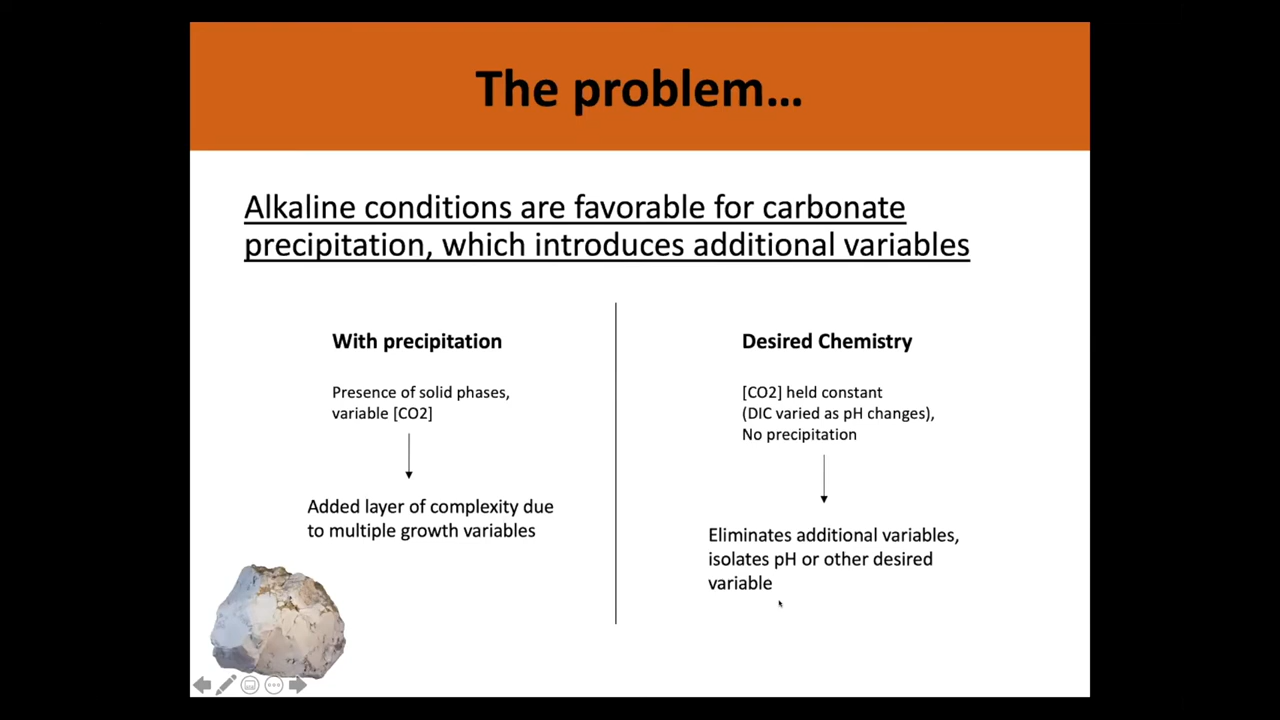 The problem...
Alkaline conditions are favorable for carbonate
precipitation, which introduces additional variables
With precipitation
Presence of solid phases,
variable [CO2]
Added layer of complexity due
to multiple growth variables
Desired Chemistry
[CO2] held constant
(DIC varied as pH changes),
No precipitation
Eliminates additional variables,
isolates pH or other desired
variable